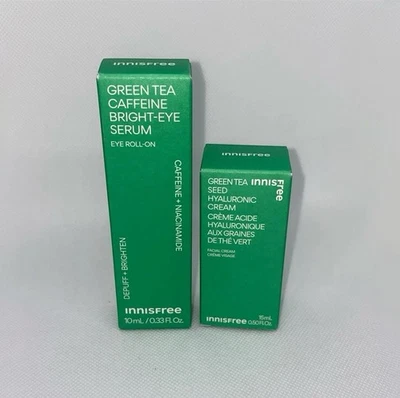 innisfree
GREEN TEA
CAFFEINE
BRIGHT-EYE
SERUM
EYE ROLL-ON
CAFFEINE + NIACINAMIDE
DEPUFF + BRIGHTEN
innisfree
10 mL / 0.33 Fl. Oz.
innisfree
GREEN TEA
SEED
HYALURONIC
CREAM
CRÈME ACIDE
HYALURONIQUE
AUX GRAINES
DE THÉ VERT
FACIAL CREAM
CRÈME VISAGE
innisfree
15mL
0.50 Fl.Oz.
innisfree